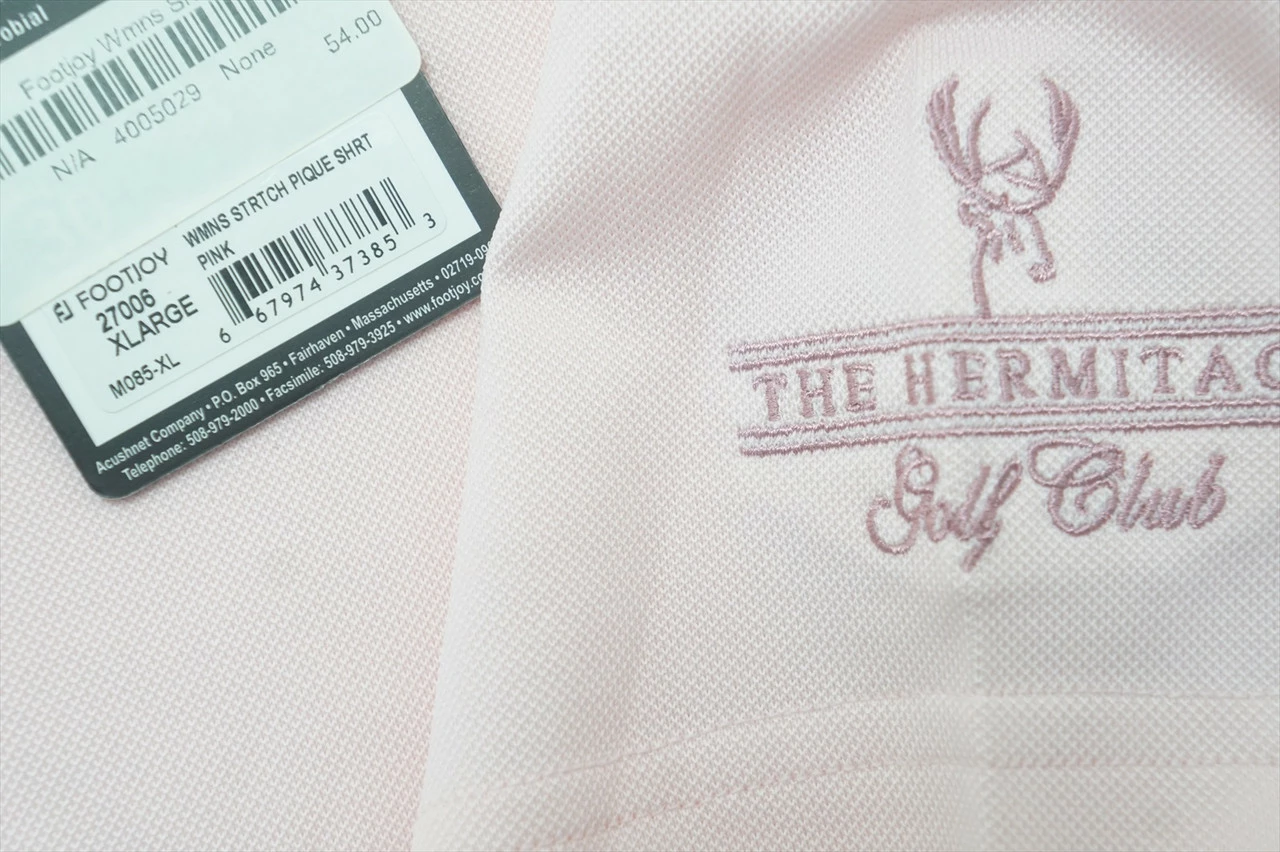 obial
Footjoy Wmns S
N/A 4005029 None 54.00
FJ FOOTJOY
27006
XLARGE
M085-XL
WMNS STRTCH PIQUE SHRT
PINK
6 67974 37385 3
Acushnet Company • P.O. Box 965 • Fairhaven • Massachusetts • 02719-09
Telephone: 508-979-2000 • Facsimile: 508-979-3925 • www.footjoy.c
THE HERMITAG
Golf Club